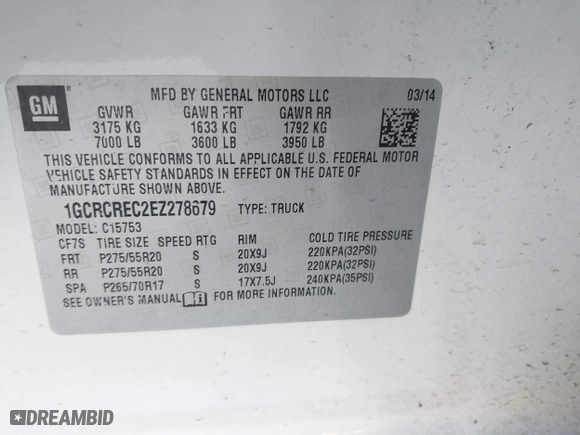 GM
MFD BY GENERAL MOTORS LLC 03/14
GVWR GAWR FRT GAWR RR
3175 KG 1633 KG 1792 KG
7000 LB 3600 LB 3950 LB
THIS VEHICLE CONFORMS TO ALL APPLICABLE U.S. FEDERAL MOTOR
VEHICLE SAFETY STANDARDS IN EFFECT ON THE DATE OF
MANUFACTURE SHOWN ABOVE.
1GCRCREC2EZ278679 TYPE: TRUCK
MODEL: C15753
CF7S TIRE SIZE SPEED RTG RIM COLD TIRE PRESSURE
FRT P275/55R20 S 20X9J 220KPA(32PSI)
RR P275/55R20 S 20X9J 220KPA(32PSI)
SPA P265/70R17 S 17X7.5J 240KPA(35PSI)
SEE OWNER'S MANUAL FOR MORE INFORMATION.
DREAMBID